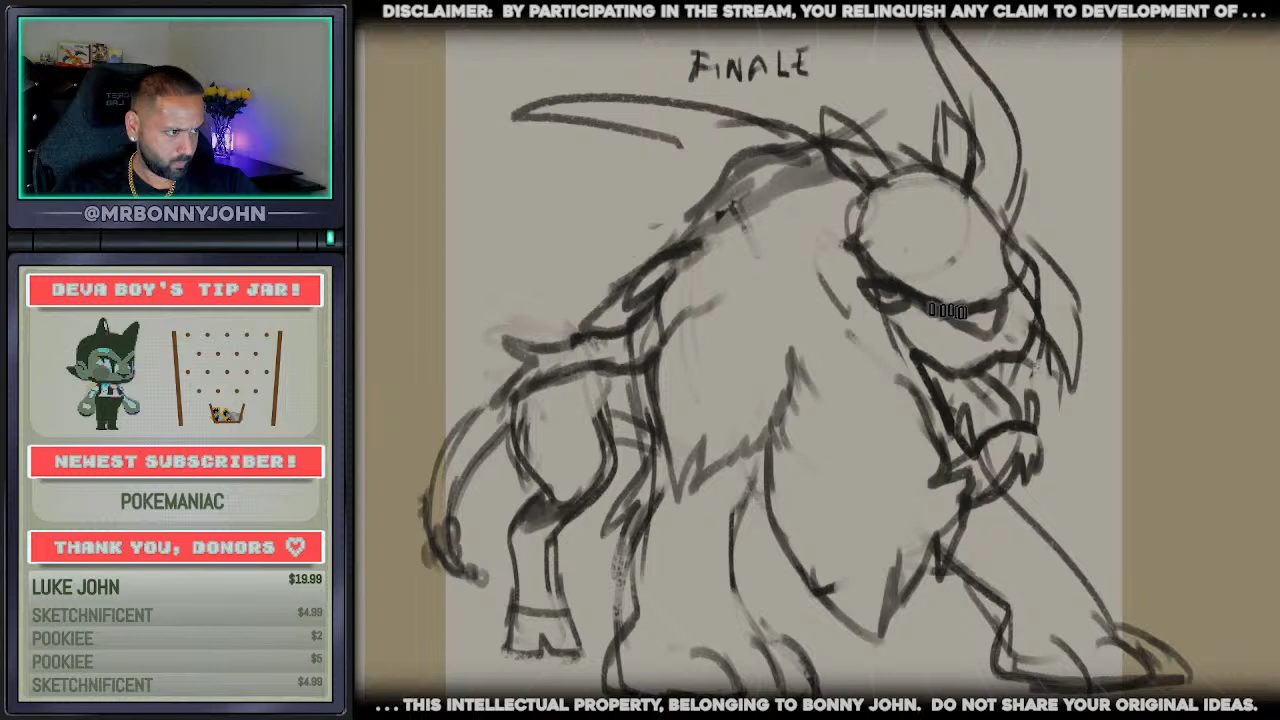 DISCLAIMER: BY PARTICIPATING IN THE STREAM, YOU RELINQUISH ANY CLAIM TO DEVELOPMENT OF . . .
FINALE
@MRBONNYJOHN
DEVA BOY'S TIP JAR!
NEWEST SUBSCRIBER!
POKEMANIAC
THANK YOU, DONORS
LUKE JOHN $19.99
SKETCHNIFICENT $4.99
POOKIEE $2
POOKIEE $5
SKETCHNIFICENT $4.99
. . . THIS INTELLECTUAL PROPERTY, BELONGING TO BONNY JOHN. DO NOT SHARE YOUR ORIGINAL IDEAS.